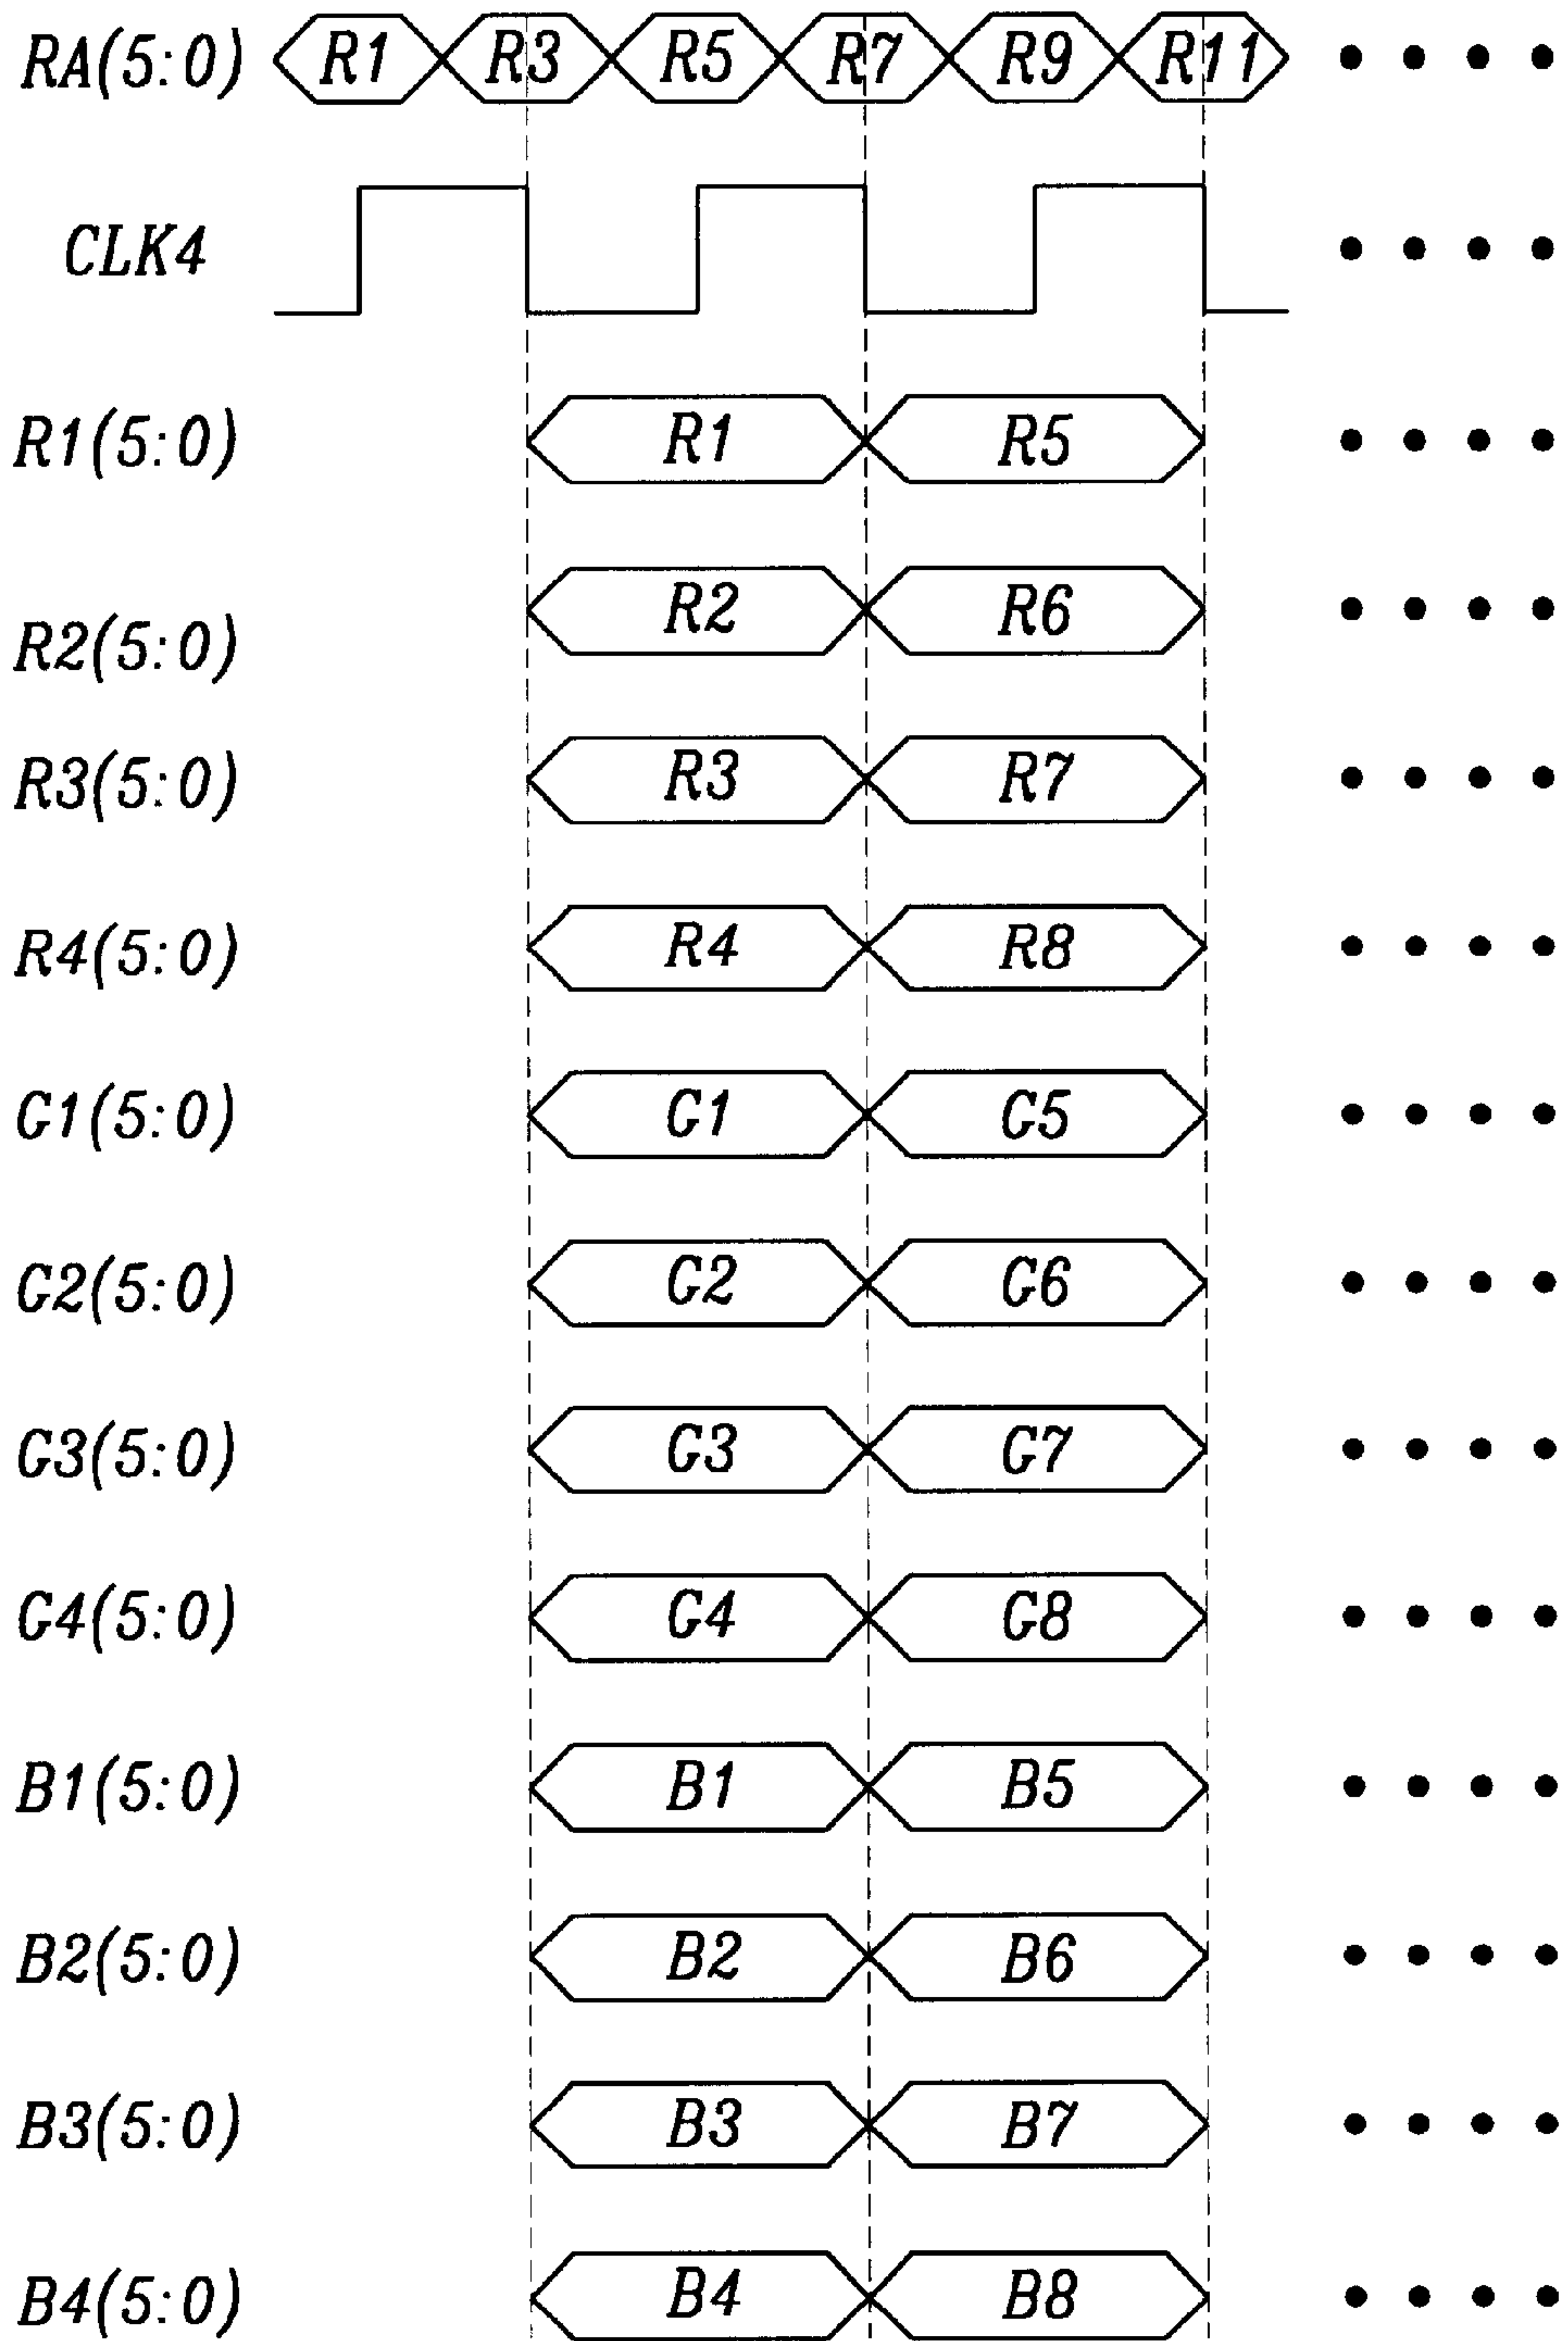 RA(5:0) R1 R3 R5 R7 R9 R11
CLK4
R1(5:0) R1 R5
R2(5:0) R2 R6
R3(5:0) R3 R7
R4(5:0) R4 R8
G1(5:0) G1 G5
G2(5:0) G2 G6
G3(5:0) G3 G7
G4(5:0) G4 G8
B1(5:0) B1 B5
B2(5:0) B2 B6
B3(5:0) B3 B7
B4(5:0) B4 B8